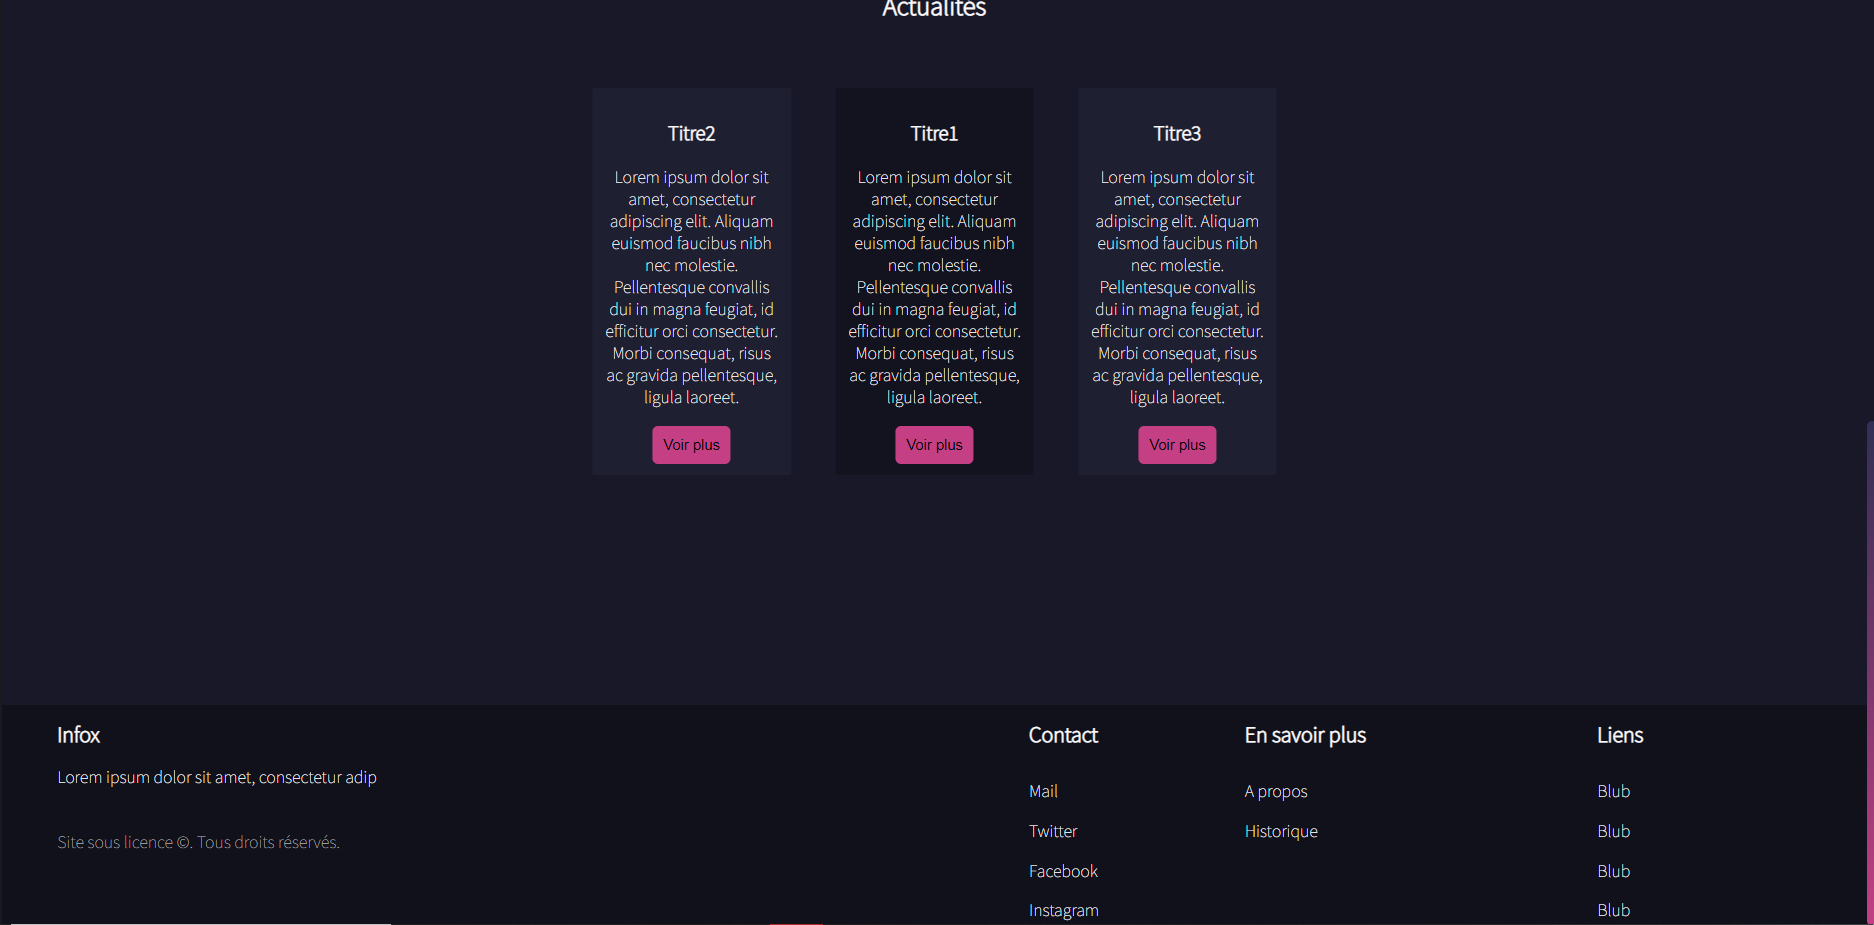 Actualités
Titre2
Lorem ipsum dolor sit
amet, consectetur
adipiscing elit. Aliquam
euismod faucibus nibh
nec molestie.
Pellentesque convallis
dui in magna feugiat, id
efficitur orci consectetur.
Morbi consequat, risus
ac gravida pellentesque,
ligula laoreet.
Voir plus
Titre1
Lorem ipsum dolor sit
amet, consectetur
adipiscing elit. Aliquam
euismod faucibus nibh
nec molestie.
Pellentesque convallis
dui in magna feugiat, id
efficitur orci consectetur.
Morbi consequat, risus
ac gravida pellentesque,
ligula laoreet.
Voir plus
Titre3
Lorem ipsum dolor sit
amet, consectetur
adipiscing elit. Aliquam
euismod faucibus nibh
nec molestie.
Pellentesque convallis
dui in magna feugiat, id
efficitur orci consectetur.
Morbi consequat, risus
ac gravida pellentesque,
ligula laoreet.
Voir plus
Infox
Lorem ipsum dolor sit amet, consectetur adip
Site sous licence ©. Tous droits réservés.
Contact
Mail
Twitter
Facebook
Instagram
En savoir plus
A propos
Historique
Liens
Blub
Blub
Blub
Blub